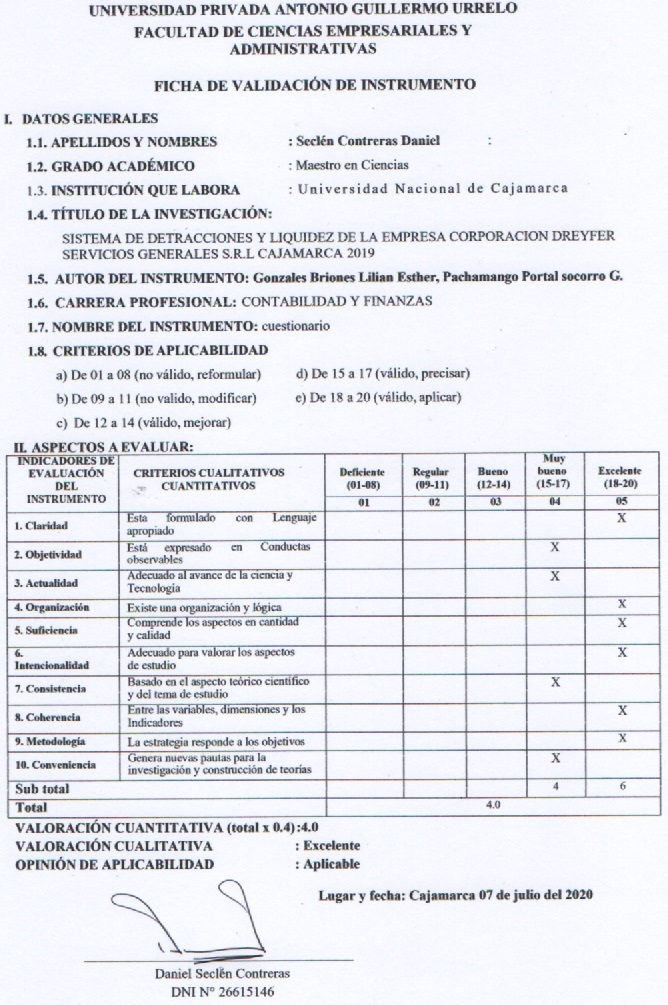 UNIVERSIDAD PRIVADA ANTONIO GUILLERMO URRELO
FACULTAD DE CIENCIAS EMPRESARIALES Y
ADMINISTRATIVAS
FICHA DE VALIDACIÓN DE INSTRUMENTO
I. DATOS GENERALES
1.1. APELLIDOS Y NOMBRES : Seclén Contreras Daniel :
1.2. GRADO ACADÉMICO : Maestro en Ciencias
1.3. INSTITUCIÓN QUE LABORA : Universidad Nacional de Cajamarca
1.4. TÍTULO DE LA INVESTIGACIÓN:
SISTEMA DE DETRACCIONES Y LIQUIDEZ DE LA EMPRESA CORPORACION DREYFER
SERVICIOS GENERALES S.R.L CAJAMARCA 2019
1.5. AUTOR DEL INSTRUMENTO: Gonzales Briones Lilian Esther, Pachamango Portal socorro G.
1.6. CARRERA PROFESIONAL: CONTABILIDAD Y FINANZAS
1.7. NOMBRE DEL INSTRUMENTO: cuestionario
1.8. CRITERIOS DE APLICABILIDAD
a) De 01 a 08 (no válido, reformular) d) De 15 a 17 (válido, precisar)
b) De 09 a 11 (no valido, modificar) e) De 18 a 20 (válido, aplicar)
c) De 12 a 14 (válido, mejorar)
II. ASPECTOS A EVALUAR:
INDICADORES DE EVALUACIÓN DEL INSTRUMENTO CRITERIOS CUALITATIVOS CUANTITATIVOS Deficiente (01-08) Regular (09-11) Bueno (12-14) Muy bueno (15-17) Excelente (18-20)
01 02 03 04 05
1. Claridad Esta formulado con Lenguaje apropiado X
2. Objetividad Está expresado en Conductas observables X
3. Actualidad Adecuado al avance de la ciencia y Tecnología X
4. Organización Existe una organización y lógica X
5. Suficiencia Comprende los aspectos en cantidad y calidad X
6. Intencionalidad Adecuado para valorar los aspectos de estudio X
7. Consistencia Basado en el aspecto teórico científico y del tema de estudio X
8. Coherencia Entre las variables, dimensiones y los Indicadores X
9. Metodología La estrategia responde a los objetivos X
10. Conveniencia Genera nuevas pautas para la investigación y construcción de teorías X
Sub total 4 6
Total 4.0
VALORACIÓN CUANTITATIVA (total x 0.4):4.0
VALORACIÓN CUALITATIVA : Excelente
OPINIÓN DE APLICABILIDAD : Aplicable
Lugar y fecha: Cajamarca 07 de julio del 2020
Daniel Seclén Contreras
DNI N° 26615146